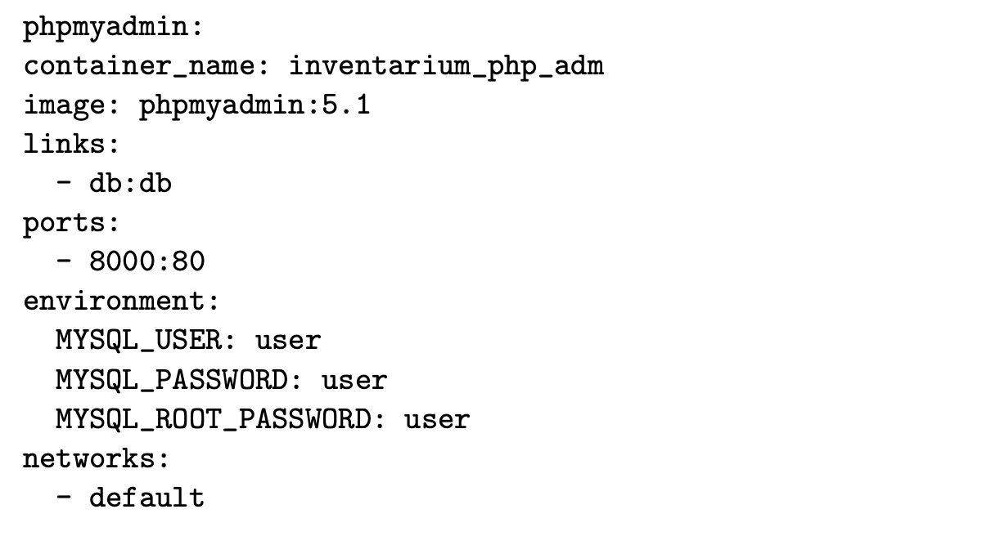 phpmyadmin:
container_name: inventarium_php_adm
image: phpmyadmin:5.1
links:
  - db:db
ports:
  - 8000:80
environment:
  MYSQL_USER: user
  MYSQL_PASSWORD: user
  MYSQL_ROOT_PASSWORD: user
networks:
  - default